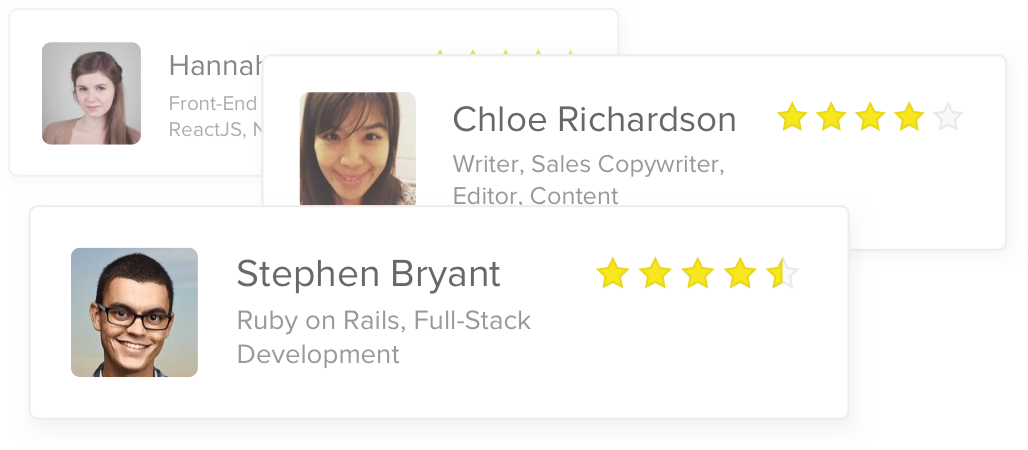 Hannah
Front-End
ReactJS,
Chloe Richardson
Writer, Sales Copywriter,
Editor, Content
Stephen Bryant
Ruby on Rails, Full-Stack
Development